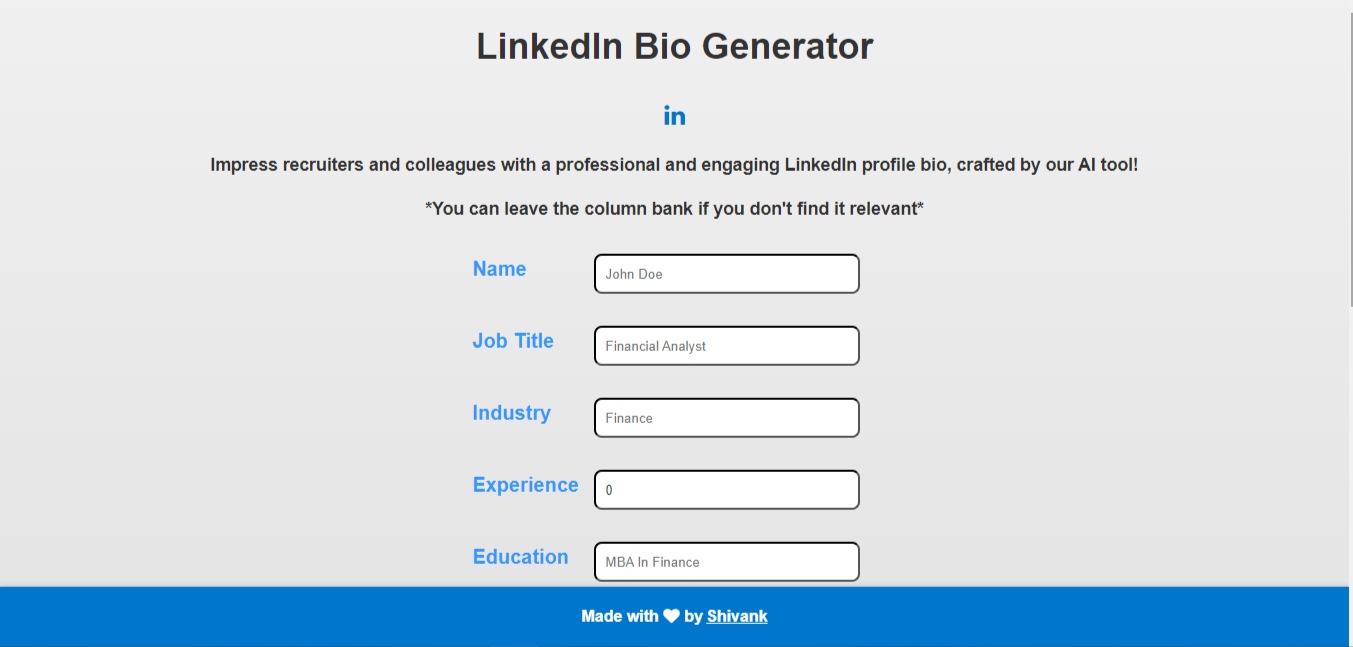 LinkedIn Bio Generator
in
Impress recruiters and colleagues with a professional and engaging LinkedIn profile bio, crafted by our AI tool!
*You can leave the column bank if you don't find it relevant*
Name John Doe
Job Title Financial Analyst
Industry Finance
Experience 0
Education MBA In Finance
Made with ♥ by Shivank